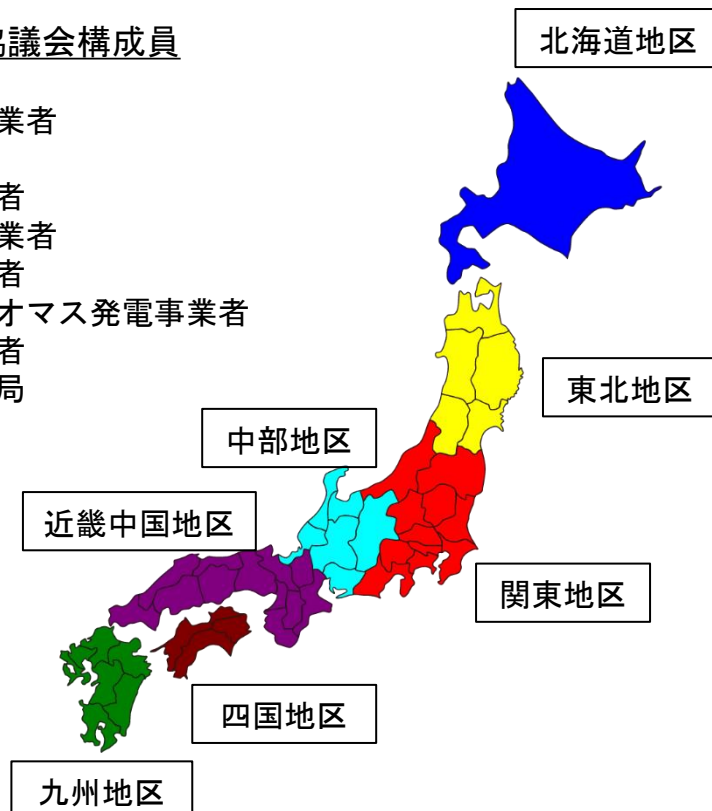 協議会構成員
業者
者
業者
者
オマス発電事業者
者
局
北海道地区
東北地区
中部地区
近畿中国地区
関東地区
四国地区
九州地区